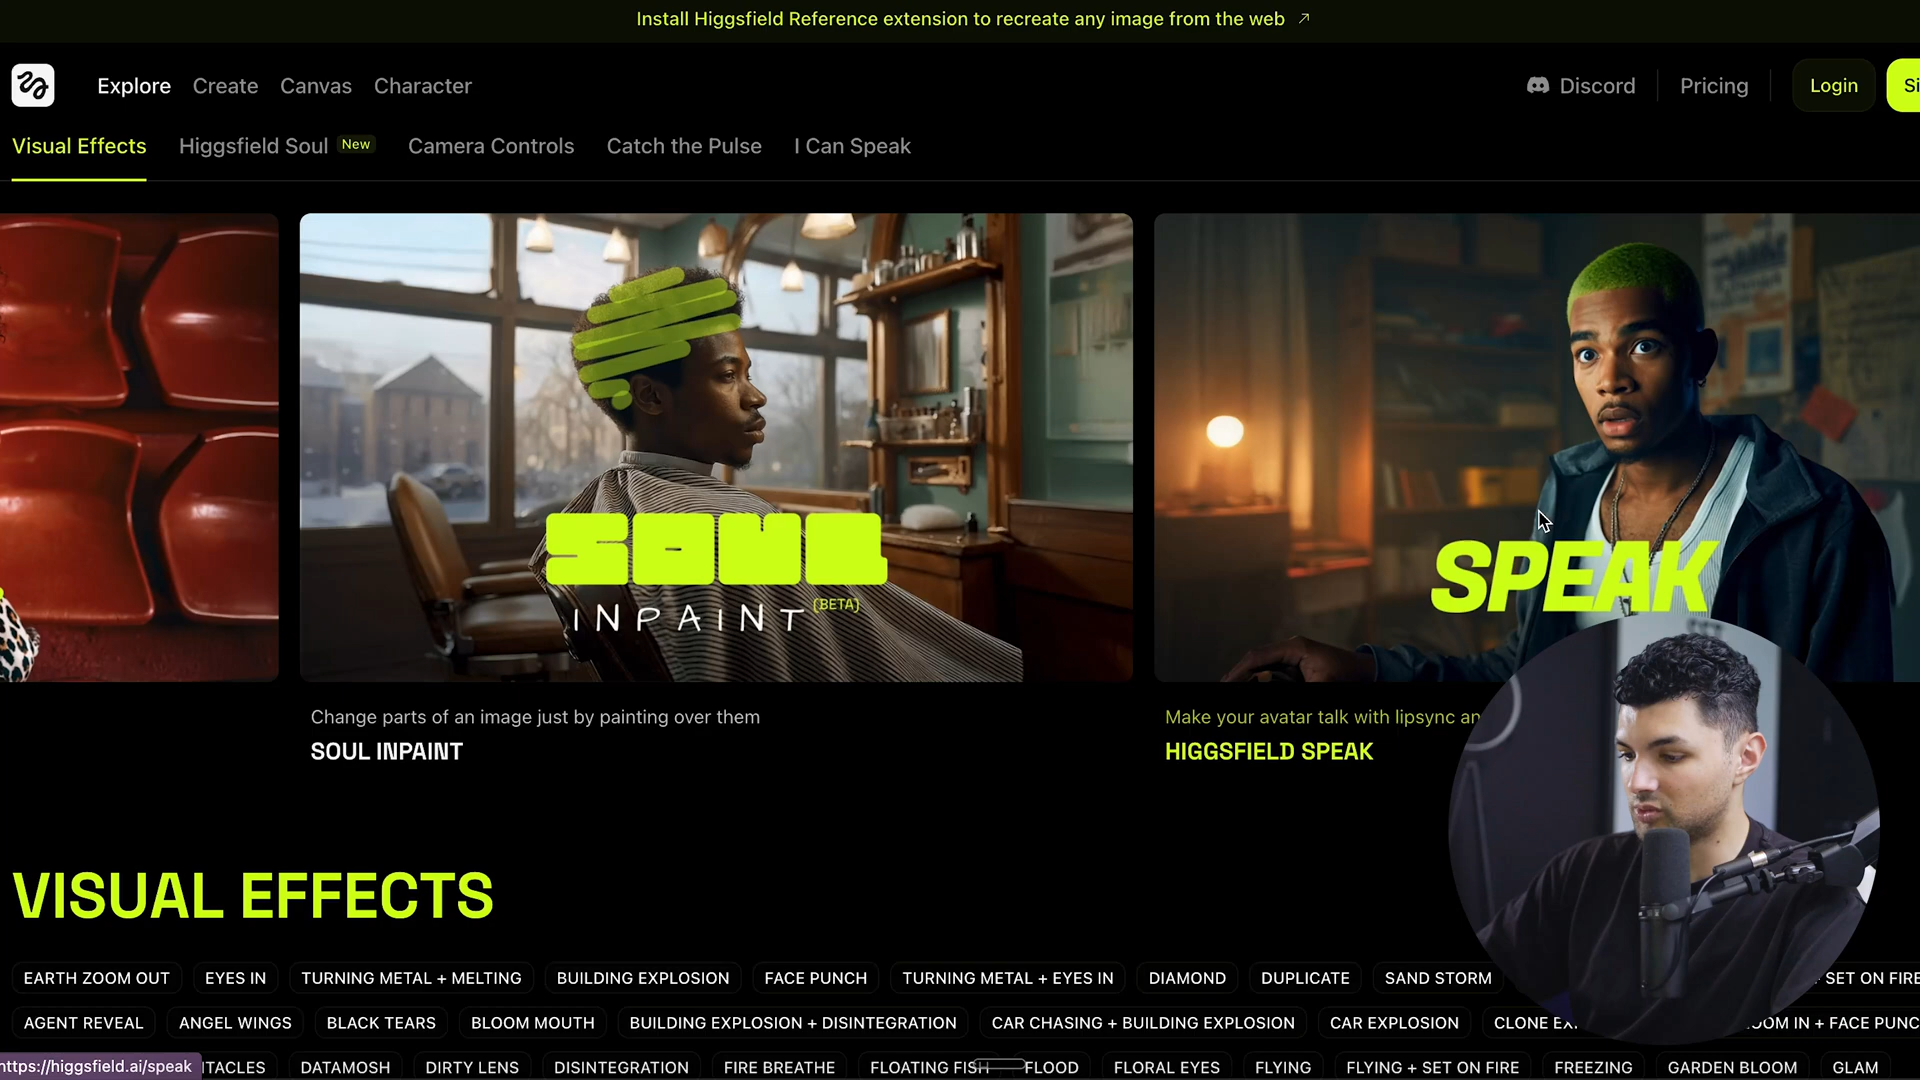 Install Higgsfield Reference extension to recreate any image from the web
Explore Create Canvas Character Discord Pricing Login
Visual Effects Higgsfield Soul New Camera Controls Catch the Pulse I Can Speak
SOUL
INPAINT (BETA)
SPEAK
Change parts of an image just by painting over them
SOUL INPAINT
Make your avatar talk with lipsync
HIGGSFIELD SPEAK
VISUAL EFFECTS
EARTH ZOOM OUT EYES IN TURNING METAL + MELTING BUILDING EXPLOSION FACE PUNCH TURNING METAL + EYES IN DIAMOND DUPLICATE SAND STORM + SET ON FIRE
AGENT REVEAL ANGEL WINGS BLACK TEARS BLOOM MOUTH BUILDING EXPLOSION + DISINTEGRATION CAR CHASING + BUILDING EXPLOSION CAR EXPLOSION CLONE IN + FACE
https://higgsfield.ai/speak DATAMOSH DIRTY LENS DISINTEGRATION FIRE BREATHE FLOATING FISH FLOOD FLORAL EYES FLYING FLYING + SET ON FIRE FREEZING GARDEN BLOOM GLAM